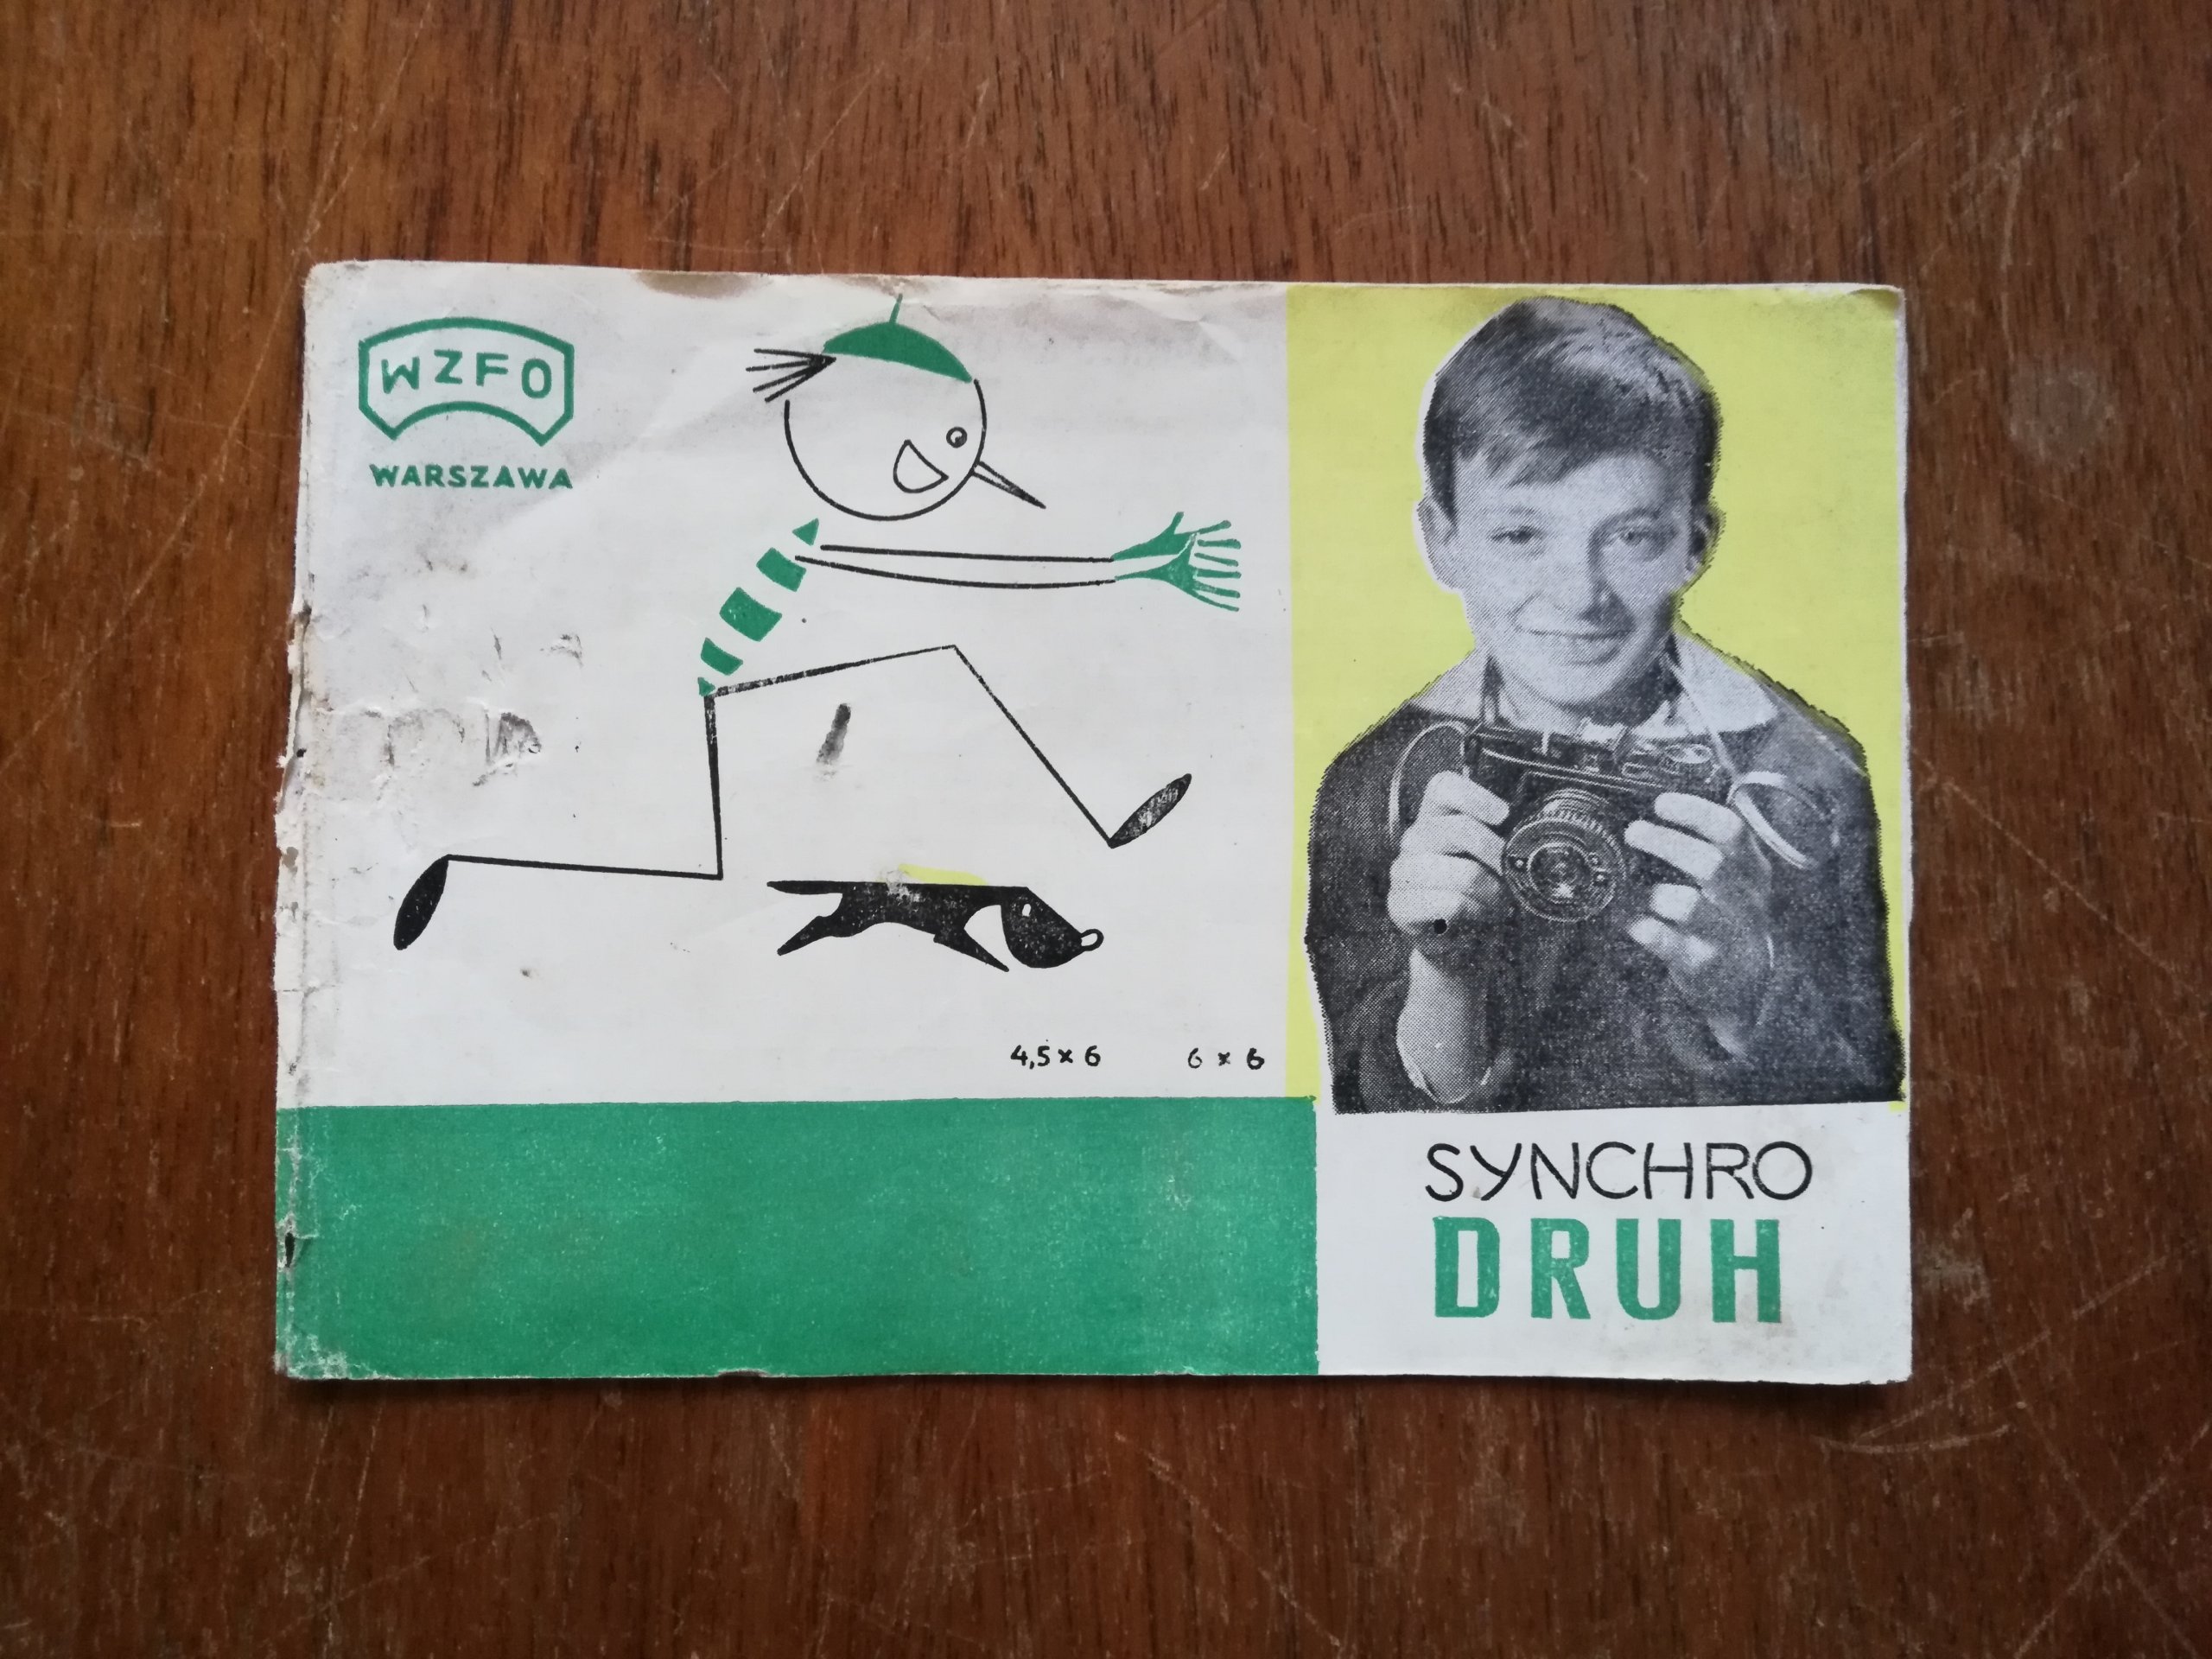 WZFO
WARSZAWA
4,5 x 6 6 x 6
SYNCHRO
DRUH